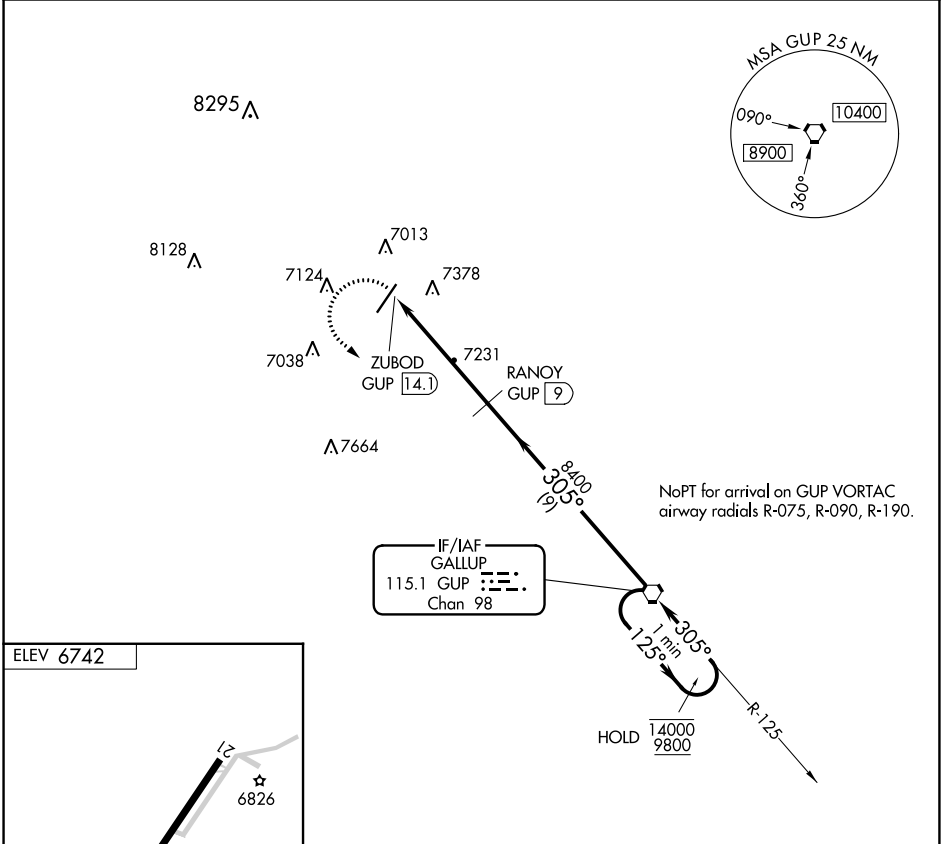 MSA GUP 25 NM
090°
10400
8900
360°
8295
8128
7013
7124
7378
7038
7231
ZUBOD
GUP 14.1
RANOY
GUP 9
7664
8400
305°
(9)
NoPT for arrival on GUP VORTAC
airway radials R-075, R-090, R-190.
IF/IAF
GALLUP
115.1 GUP
Chan 98
305°
1 min
125°
HOLD
14000
9800
R-125
ELEV 6742
21
6826